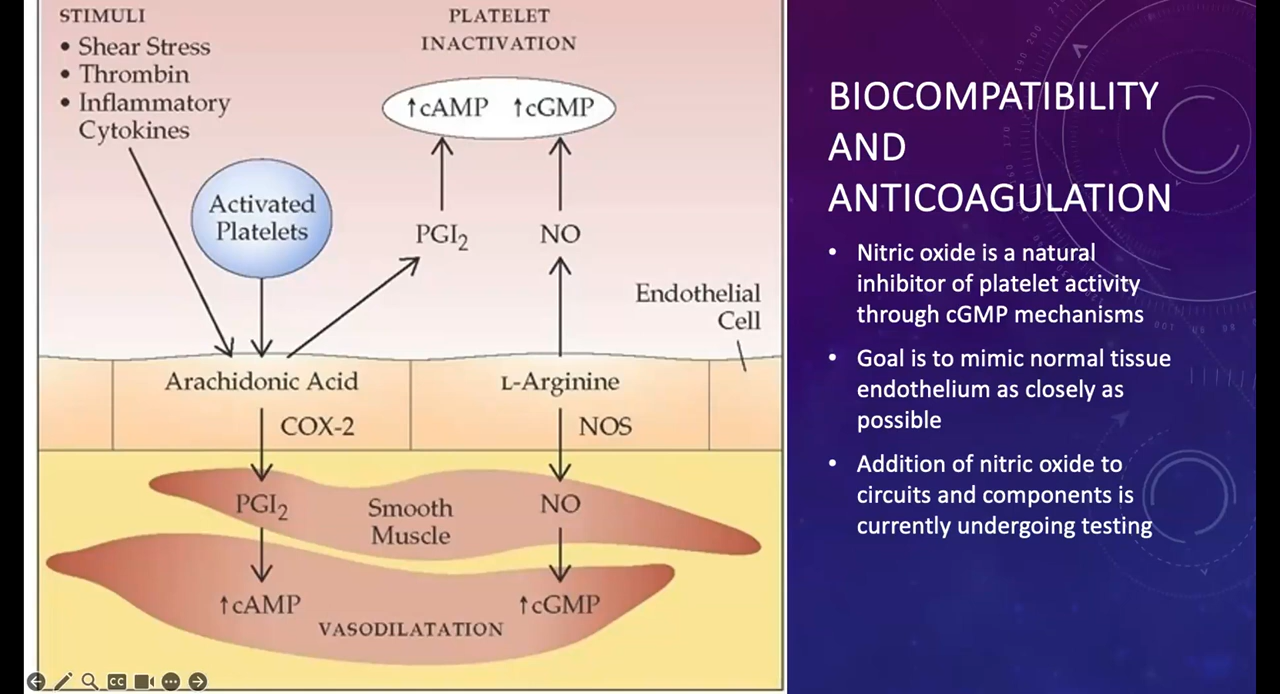 STIMULI
• Shear Stress
• Thrombin
• Inflammatory
Cytokines
PLATELET
INACTIVATION
↑cAMP ↑cGMP
Activated
Platelets
PGI₂
NO
Endothelial
Cell
Arachidonic Acid
L-Arginine
COX-2
NOS
PGI₂
Smooth
Muscle
NO
↑cAMP
↑cGMP
VASODILATATION
BIOCOMPATIBILITY
AND
ANTICOAGULATION
• Nitric oxide is a natural
inhibitor of platelet activity
through cGMP mechanisms
• Goal is to mimic normal tissue
endothelium as closely as
possible
• Addition of nitric oxide to
circuits and components is
currently undergoing testing
CC